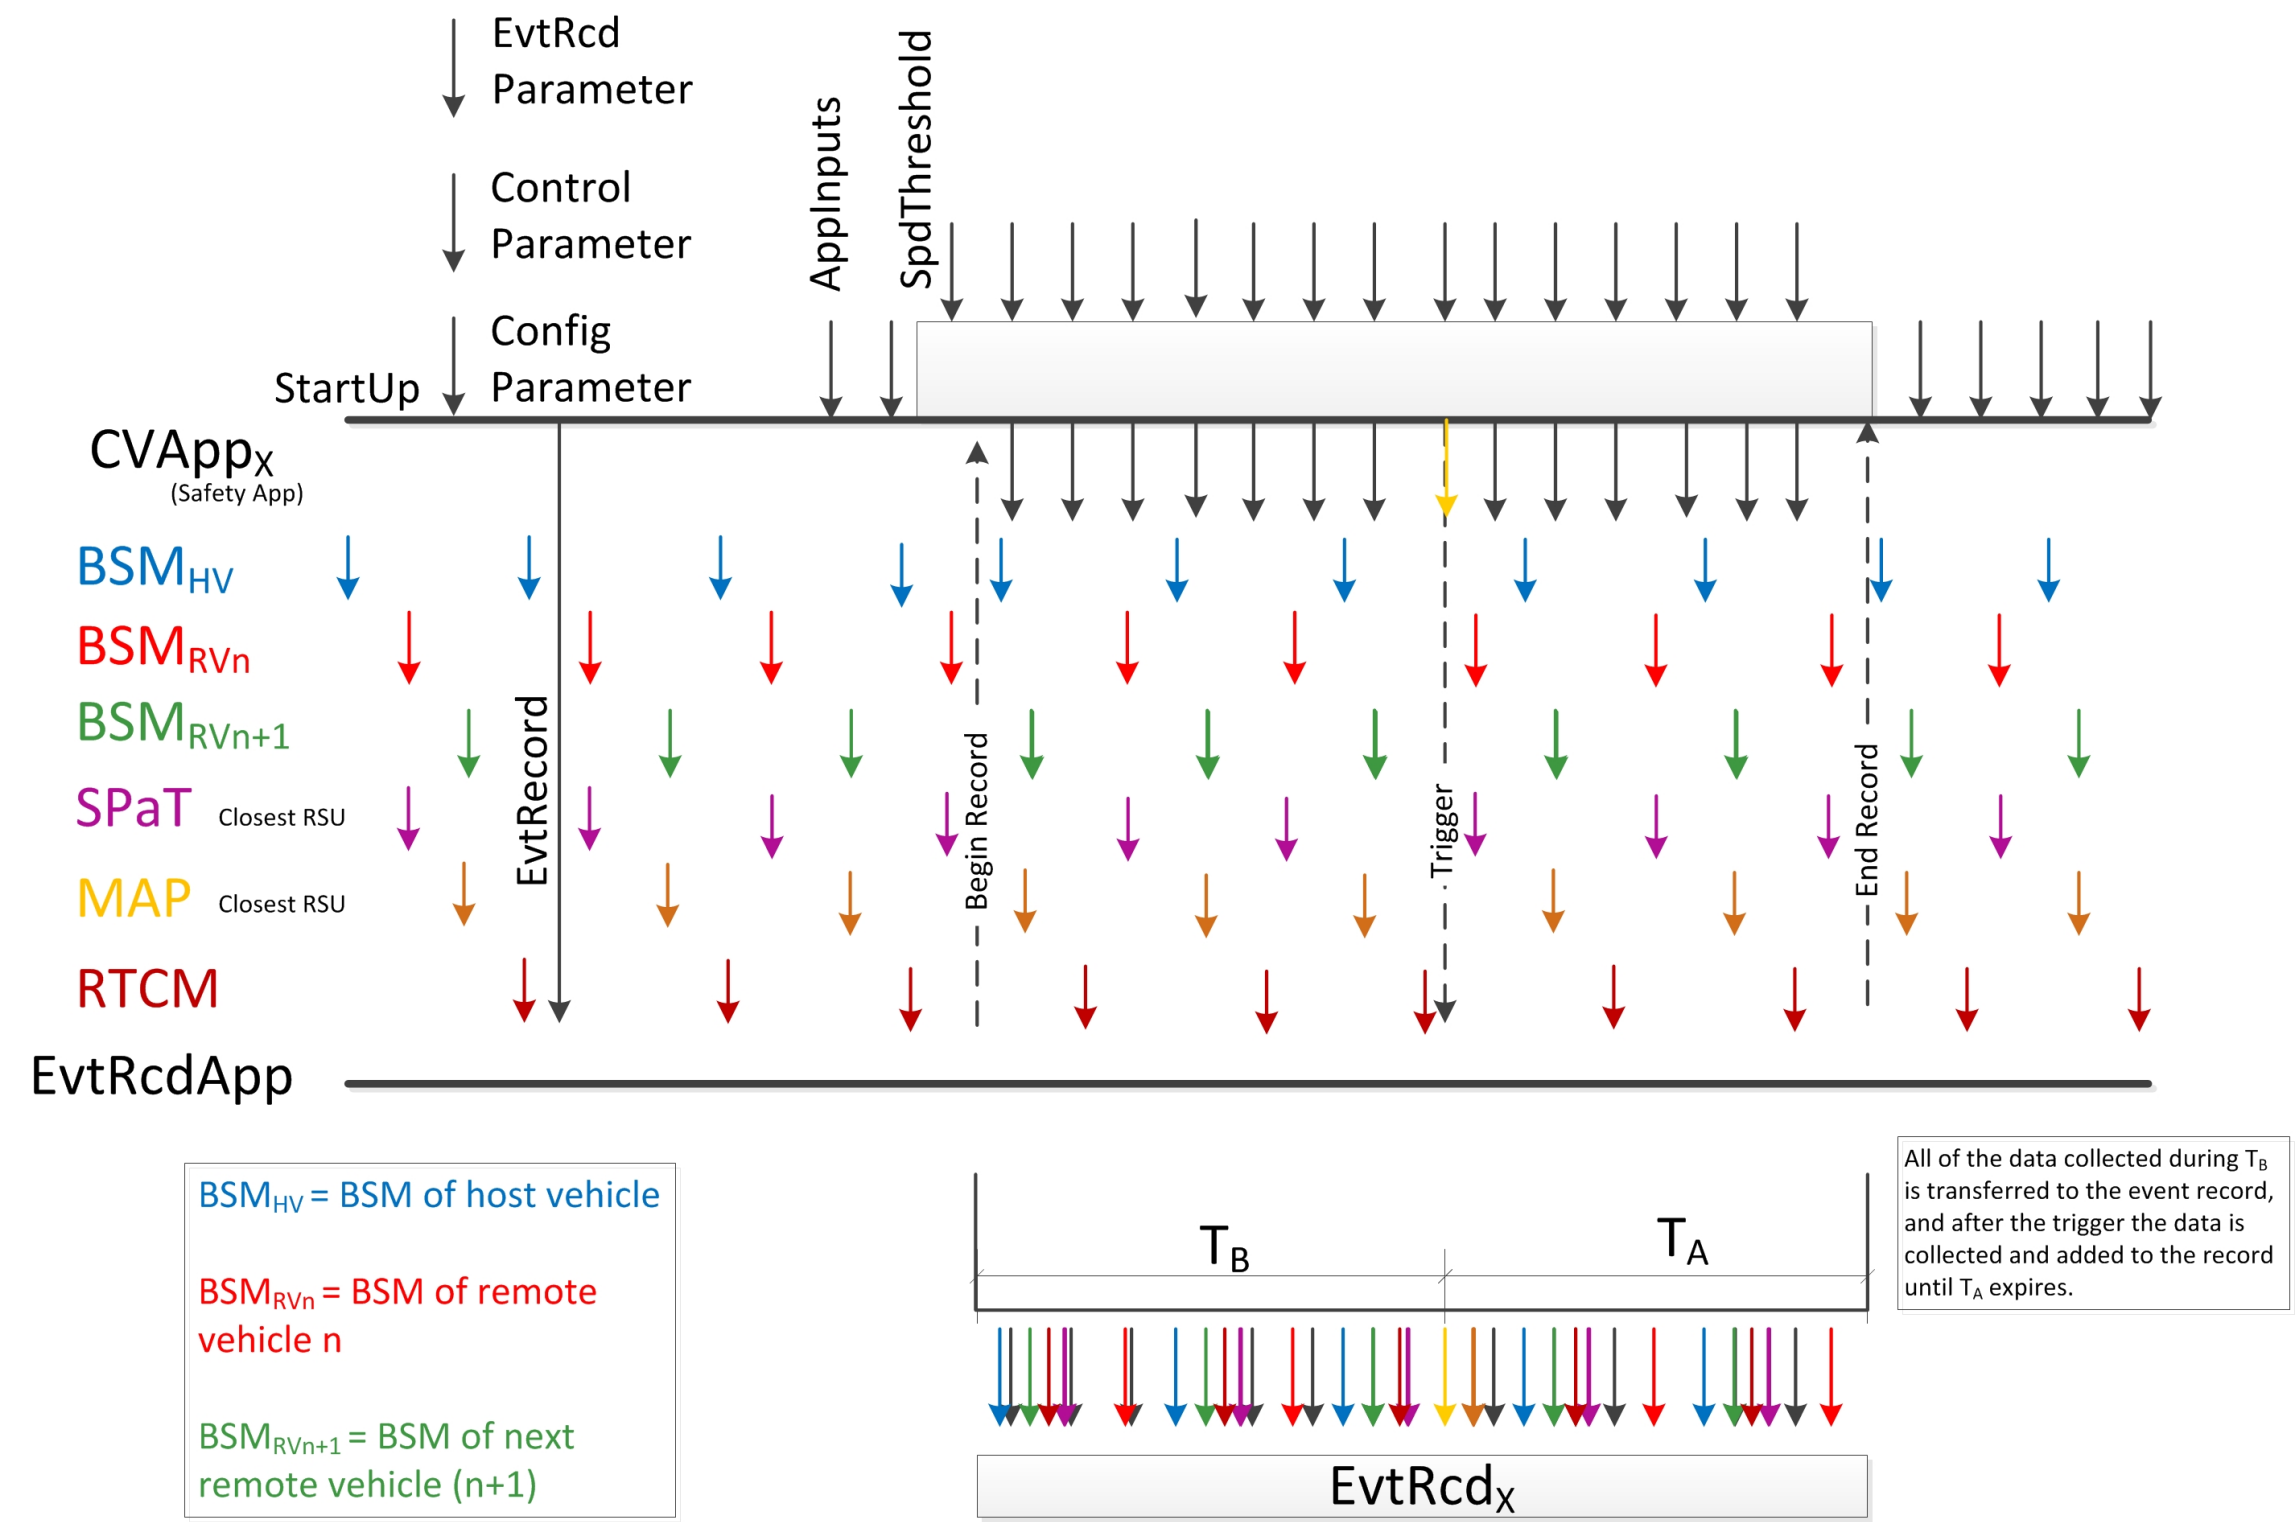 EvtRcd
Parameter
Control
Parameter
Config
Parameter
AppInputs
SpdThreshold
StartUp
CVAppX
(Safety App)
BSMHV
BSMRVn
BSMRVn+1
SPaT Closest RSU
MAP Closest RSU
RTCM
EvtRecord
Begin Record
Trigger
End Record
EvtRcdApp
BSMHV = BSM of host vehicle
BSMRVn = BSM of remote
vehicle n
BSMRVn+1 = BSM of next
remote vehicle (n+1)
TB
TA
All of the data collected during TB
is transferred to the event record,
and after the trigger the data is
collected and added to the record
until TA expires.
EvtRcdX